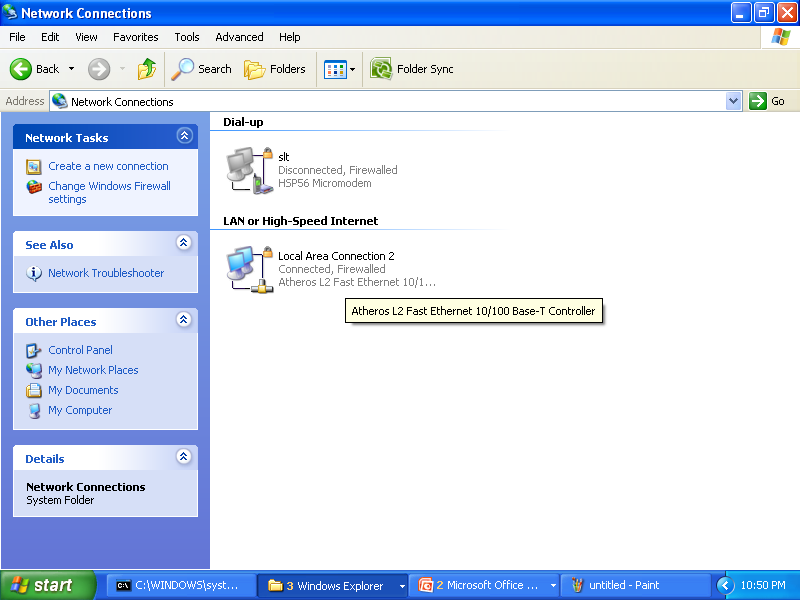 Network Connections
File Edit View Favorites Tools Advanced Help
Back Search Folders Folder Sync
Address Network Connections Go
Network Tasks
Create a new connection
Change Windows Firewall
settings
See Also
Network Troubleshooter
Other Places
Control Panel
My Network Places
My Documents
My Computer
Details
Network Connections
System Folder
Dial-up
slt
Disconnected, Firewalled
HSP56 Micromodem
LAN or High-Speed Internet
Local Area Connection 2
Connected, Firewalled
Atheros L2 Fast Ethernet 10/1...
Atheros L2 Fast Ethernet 10/100 Base-T Controller
start C:\WINDOWS\syst... 3 Windows Explorer 2 Microsoft Office ... untitled - Paint 10:50 PM